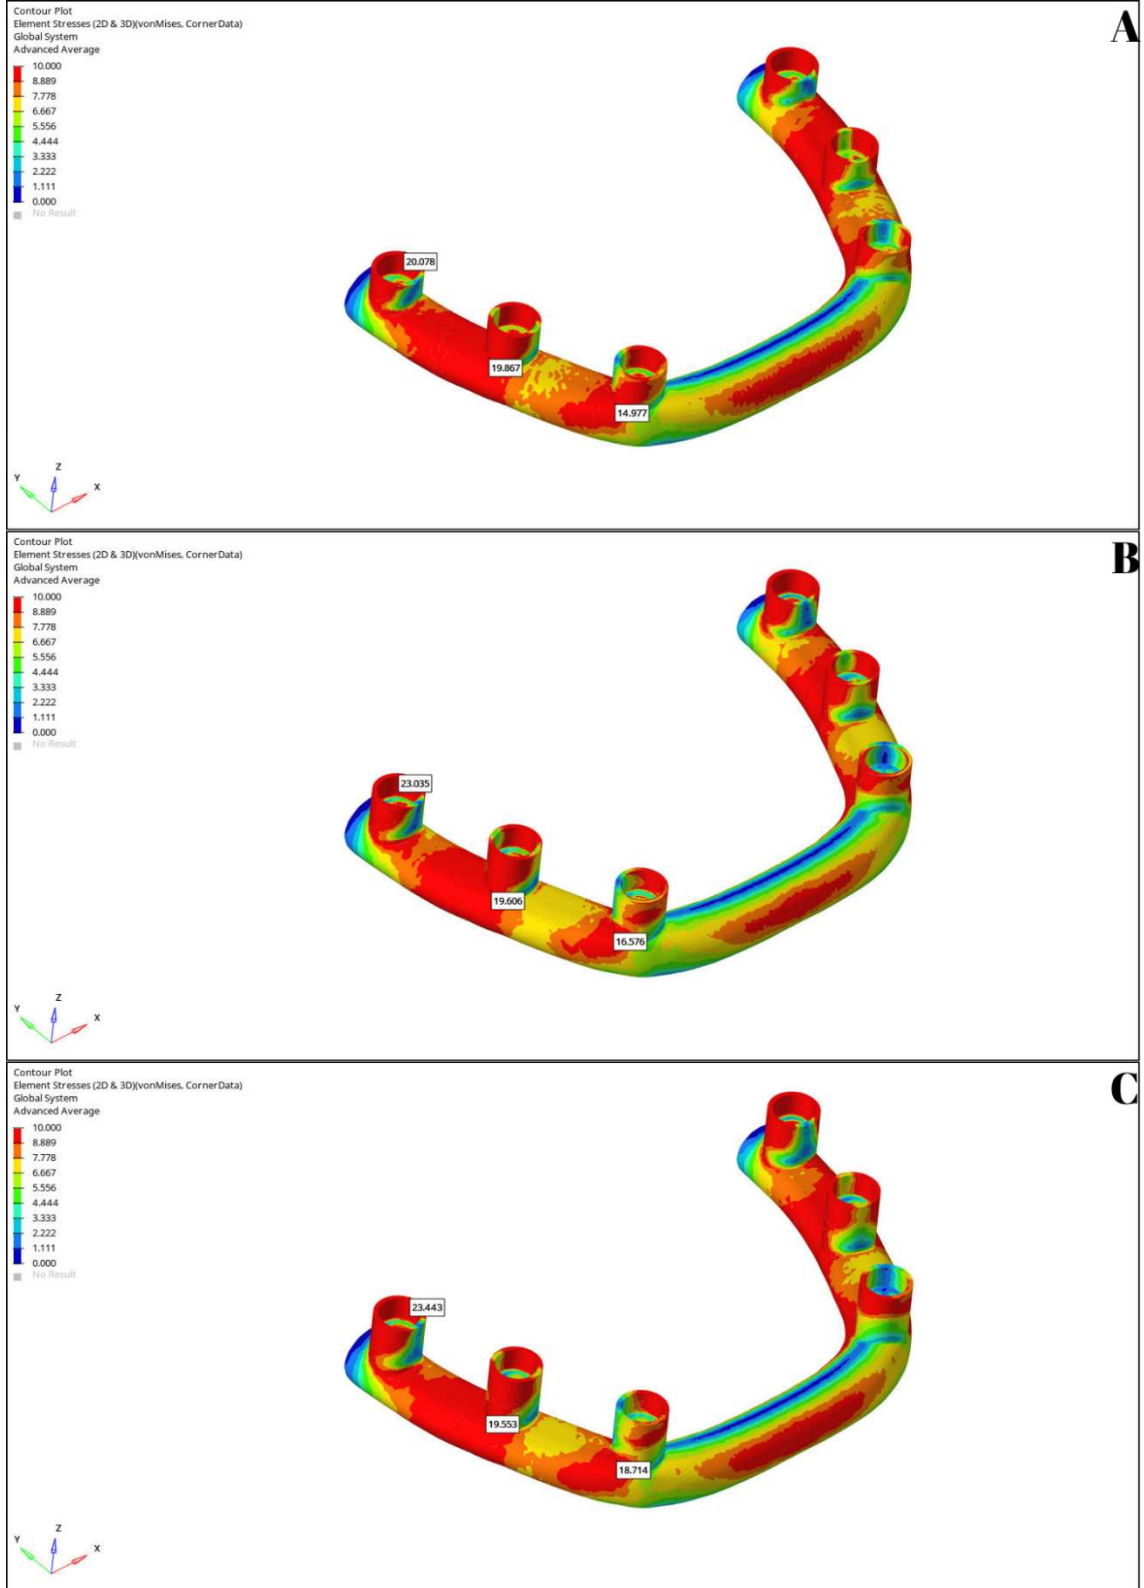 A
Contour Plot
Element Stresses (2D & 3D)(vonMises, CornerData)
Global System
Advanced Average
10.000
8.889
7.778
6.667
5.556
4.444
3.333
2.222
1.111
0.000
No Result
20.078
19.867
14.977
Z
Y
X
B
Contour Plot
Element Stresses (2D & 3D)(vonMises, CornerData)
Global System
Advanced Average
10.000
8.889
7.778
6.667
5.556
4.444
3.333
2.222
1.111
0.000
No Result
23.035
19.606
16.576
Z
Y
X
C
Contour Plot
Element Stresses (2D & 3D)(vonMises, CornerData)
Global System
Advanced Average
10.000
8.889
7.778
6.667
5.556
4.444
3.333
2.222
1.111
0.000
No Result
23.443
19.553
18.714
Z
Y
X